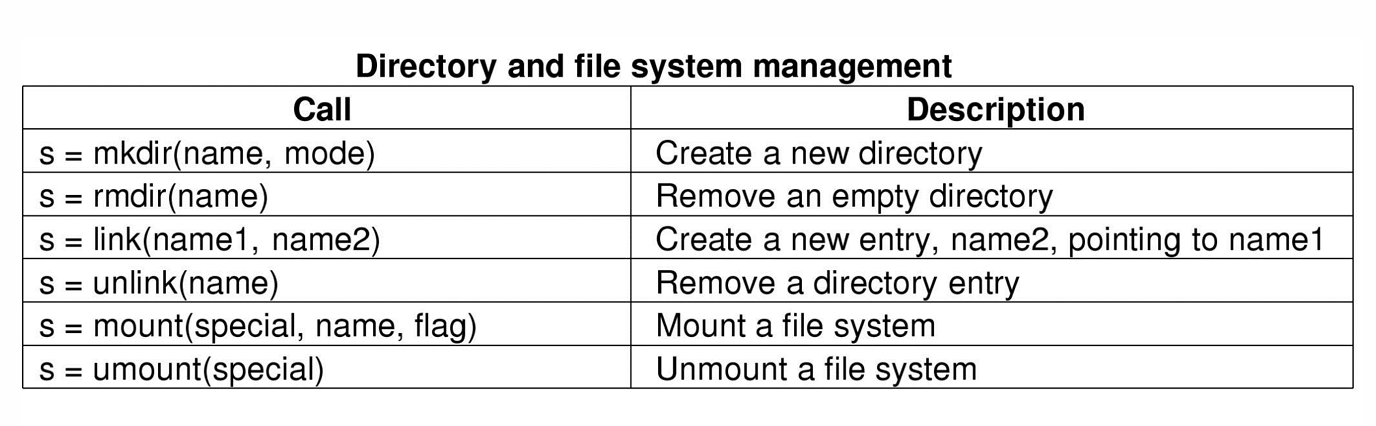 Directory and file system management
Call Description
s = mkdir(name, mode) Create a new directory
s = rmdir(name) Remove an empty directory
s = link(name1, name2) Create a new entry, name2, pointing to name1
s = unlink(name) Remove a directory entry
s = mount(special, name, flag) Mount a file system
s = umount(special) Unmount a file system